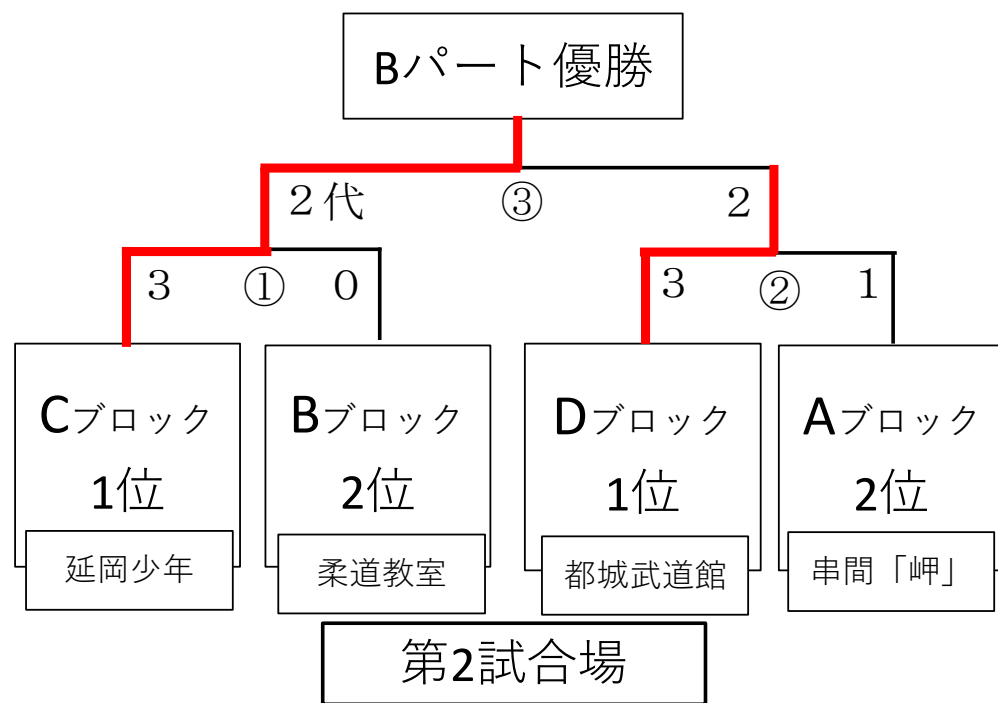 Bパート優勝
２代 ③ ２
３ ① ０ ３ ② １
Cブロック Bブロック Dブロック Aブロック
1位 2位 1位 2位
延岡少年 柔道教室 都城武道館 串間「岬」
第2試合場